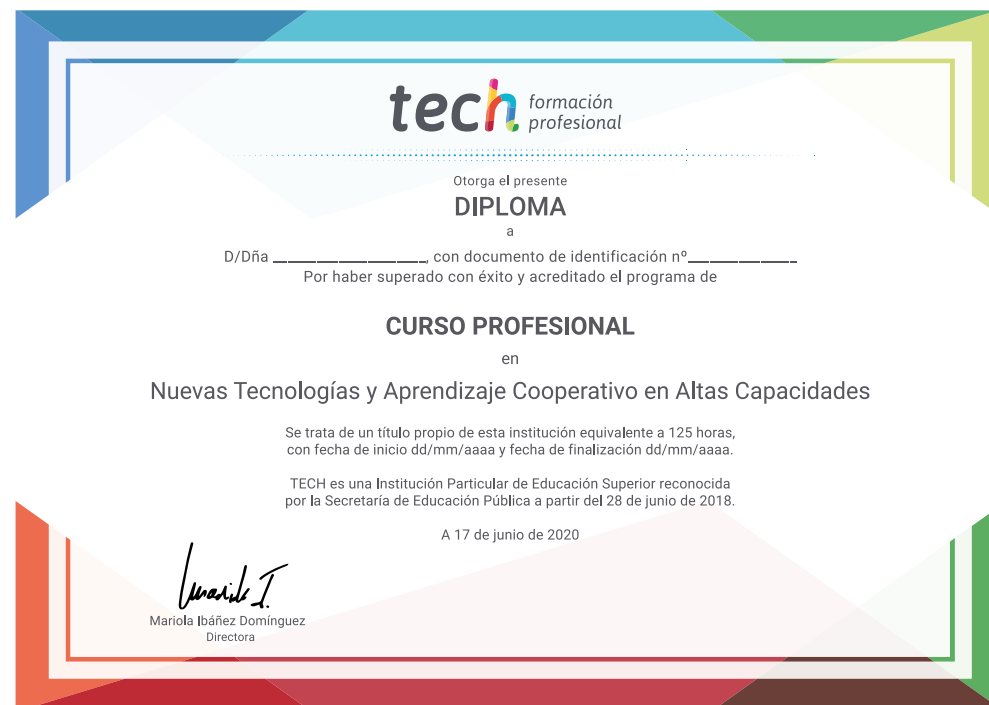 tech formación
profesional
Otorga el presente
DIPLOMA
a
D/Dña ____________________, con documento de identificación nº______________
Por haber superado con éxito y acreditado el programa de
CURSO PROFESIONAL
en
Nuevas Tecnologías y Aprendizaje Cooperativo en Altas Capacidades
Se trata de un título propio de esta institución equivalente a 125 horas,
con fecha de inicio dd/mm/aaaa y fecha de finalización dd/mm/aaaa.
TECH es una Institución Particular de Educación Superior reconocida
por la Secretaría de Educación Pública a partir del 28 de junio de 2018.
A 17 de junio de 2020
Mariola Ibáñez Domínguez
Directora